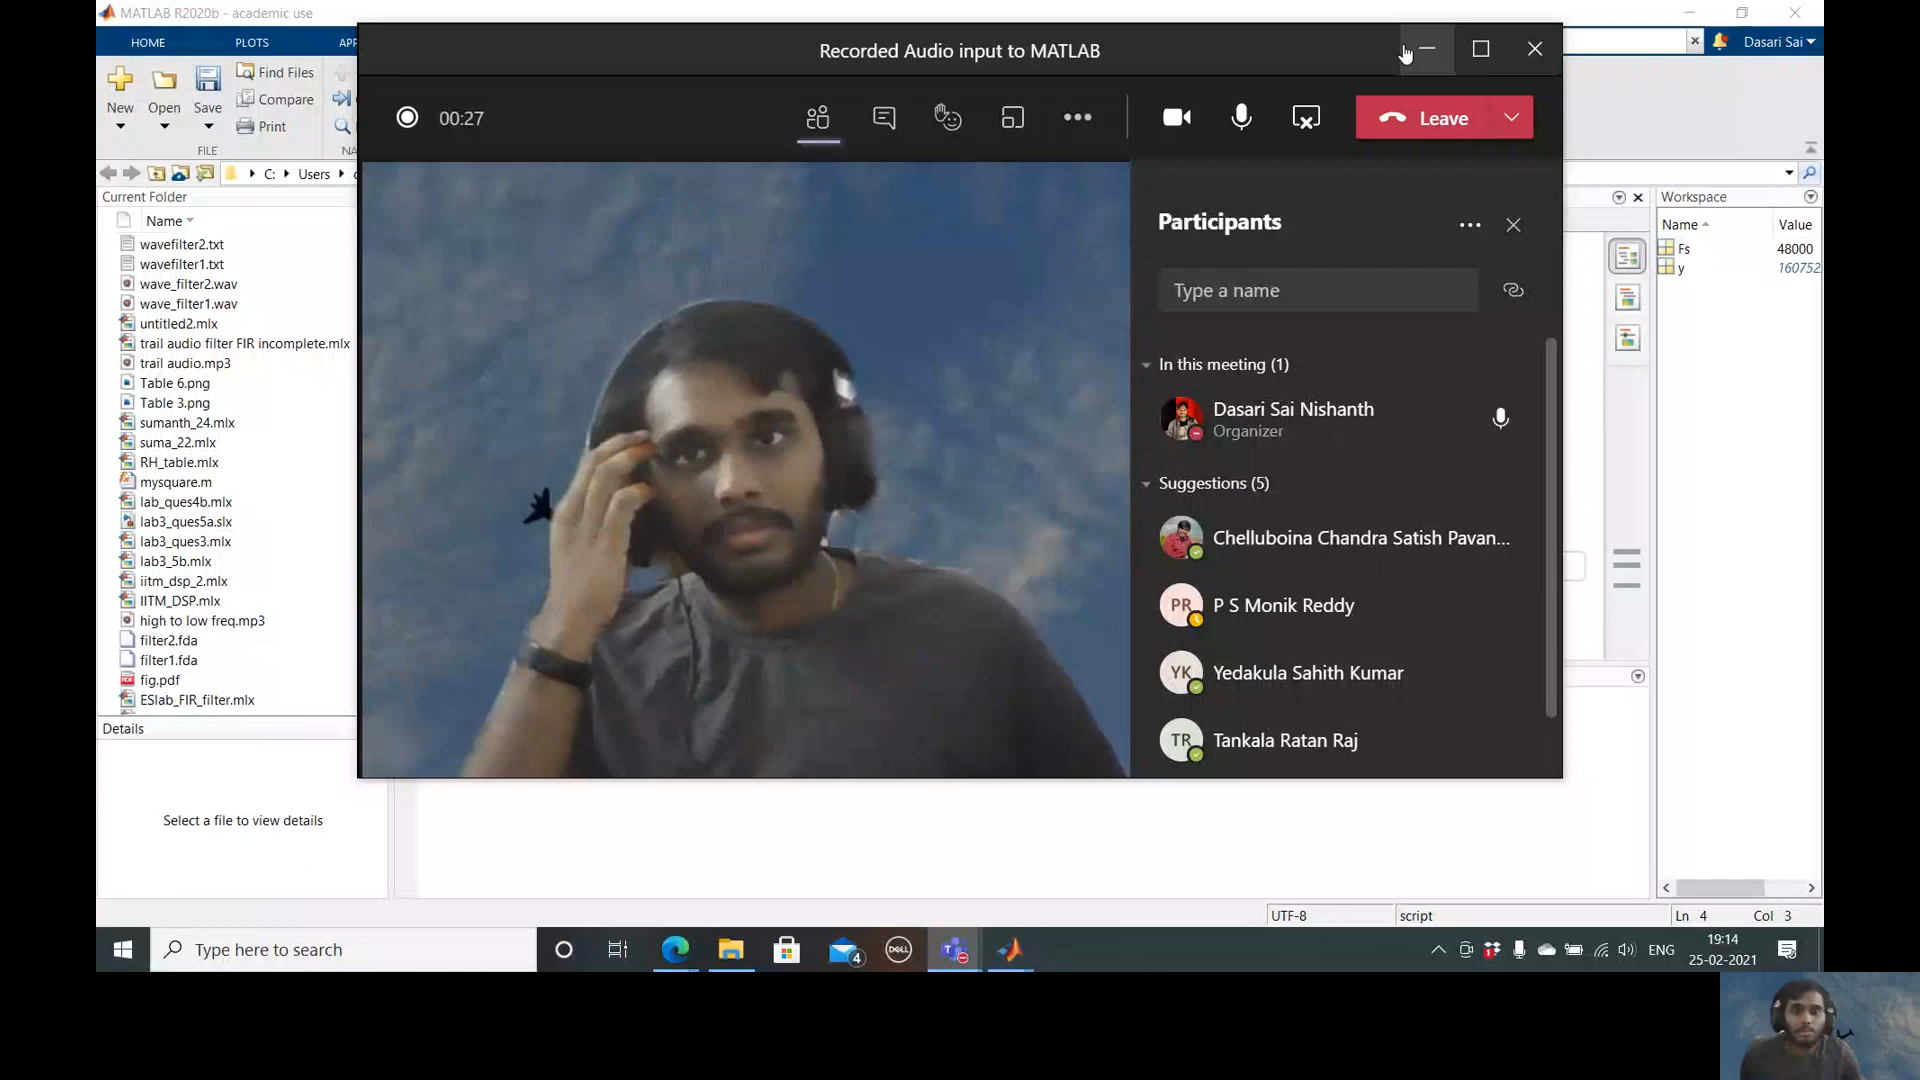 MATLAB R2020b - academic use
HOME
PLOTS
Dasari Sai
Recorded Audio input to MATLAB
00:27
Leave
New
Open
Save
Find Files
Compare
Print
FILE
C:
Users
Current Folder
Name
wavefilter2.txt
wavefilter1.txt
wave_filter2.wav
wave_filter1.wav
untitled2.mlx
trail audio filter FIR incomplete.mlx
trail audio.mp3
Table 6.png
Table 3.png
sumanth_24.mlx
suma_22.mlx
RH_table.mlx
mysquare.m
lab_ques4b.mlx
lab3_ques5a.slx
lab3_ques3.mlx
lab3_5b.mlx
iitm_dsp_2.mlx
IITM_DSP.mlx
high to low freq.mp3
filter2.fda
filter1.fda
fig.pdf
ESlab_FIR_filter.mlx
Details
Select a file to view details
Participants
Type a name
In this meeting (1)
Dasari Sai Nishanth
Organizer
Suggestions (5)
Chelluboina Chandra Satish Pavan...
PR P S Monik Reddy
YK Yedakula Sahith Kumar
TR Tankala Ratan Raj
Workspace
Name Value
Fs 48000
y 160752
UTF-8
script
Ln 4 Col 3
Type here to search
4
DELL
ENG
19:14
25-02-2021